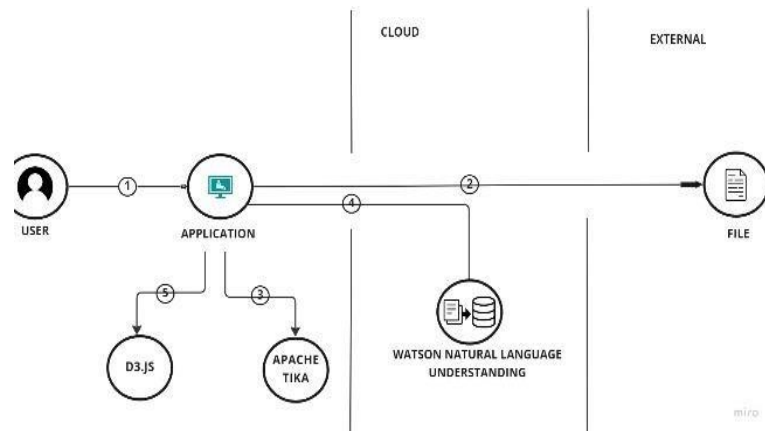 CLOUD
EXTERNAL
1
2
4
USER
APPLICATION
FILE
5
3
D3.JS
APACHE
TIKA
WATSON NATURAL LANGUAGE
UNDERSTANDING
miro